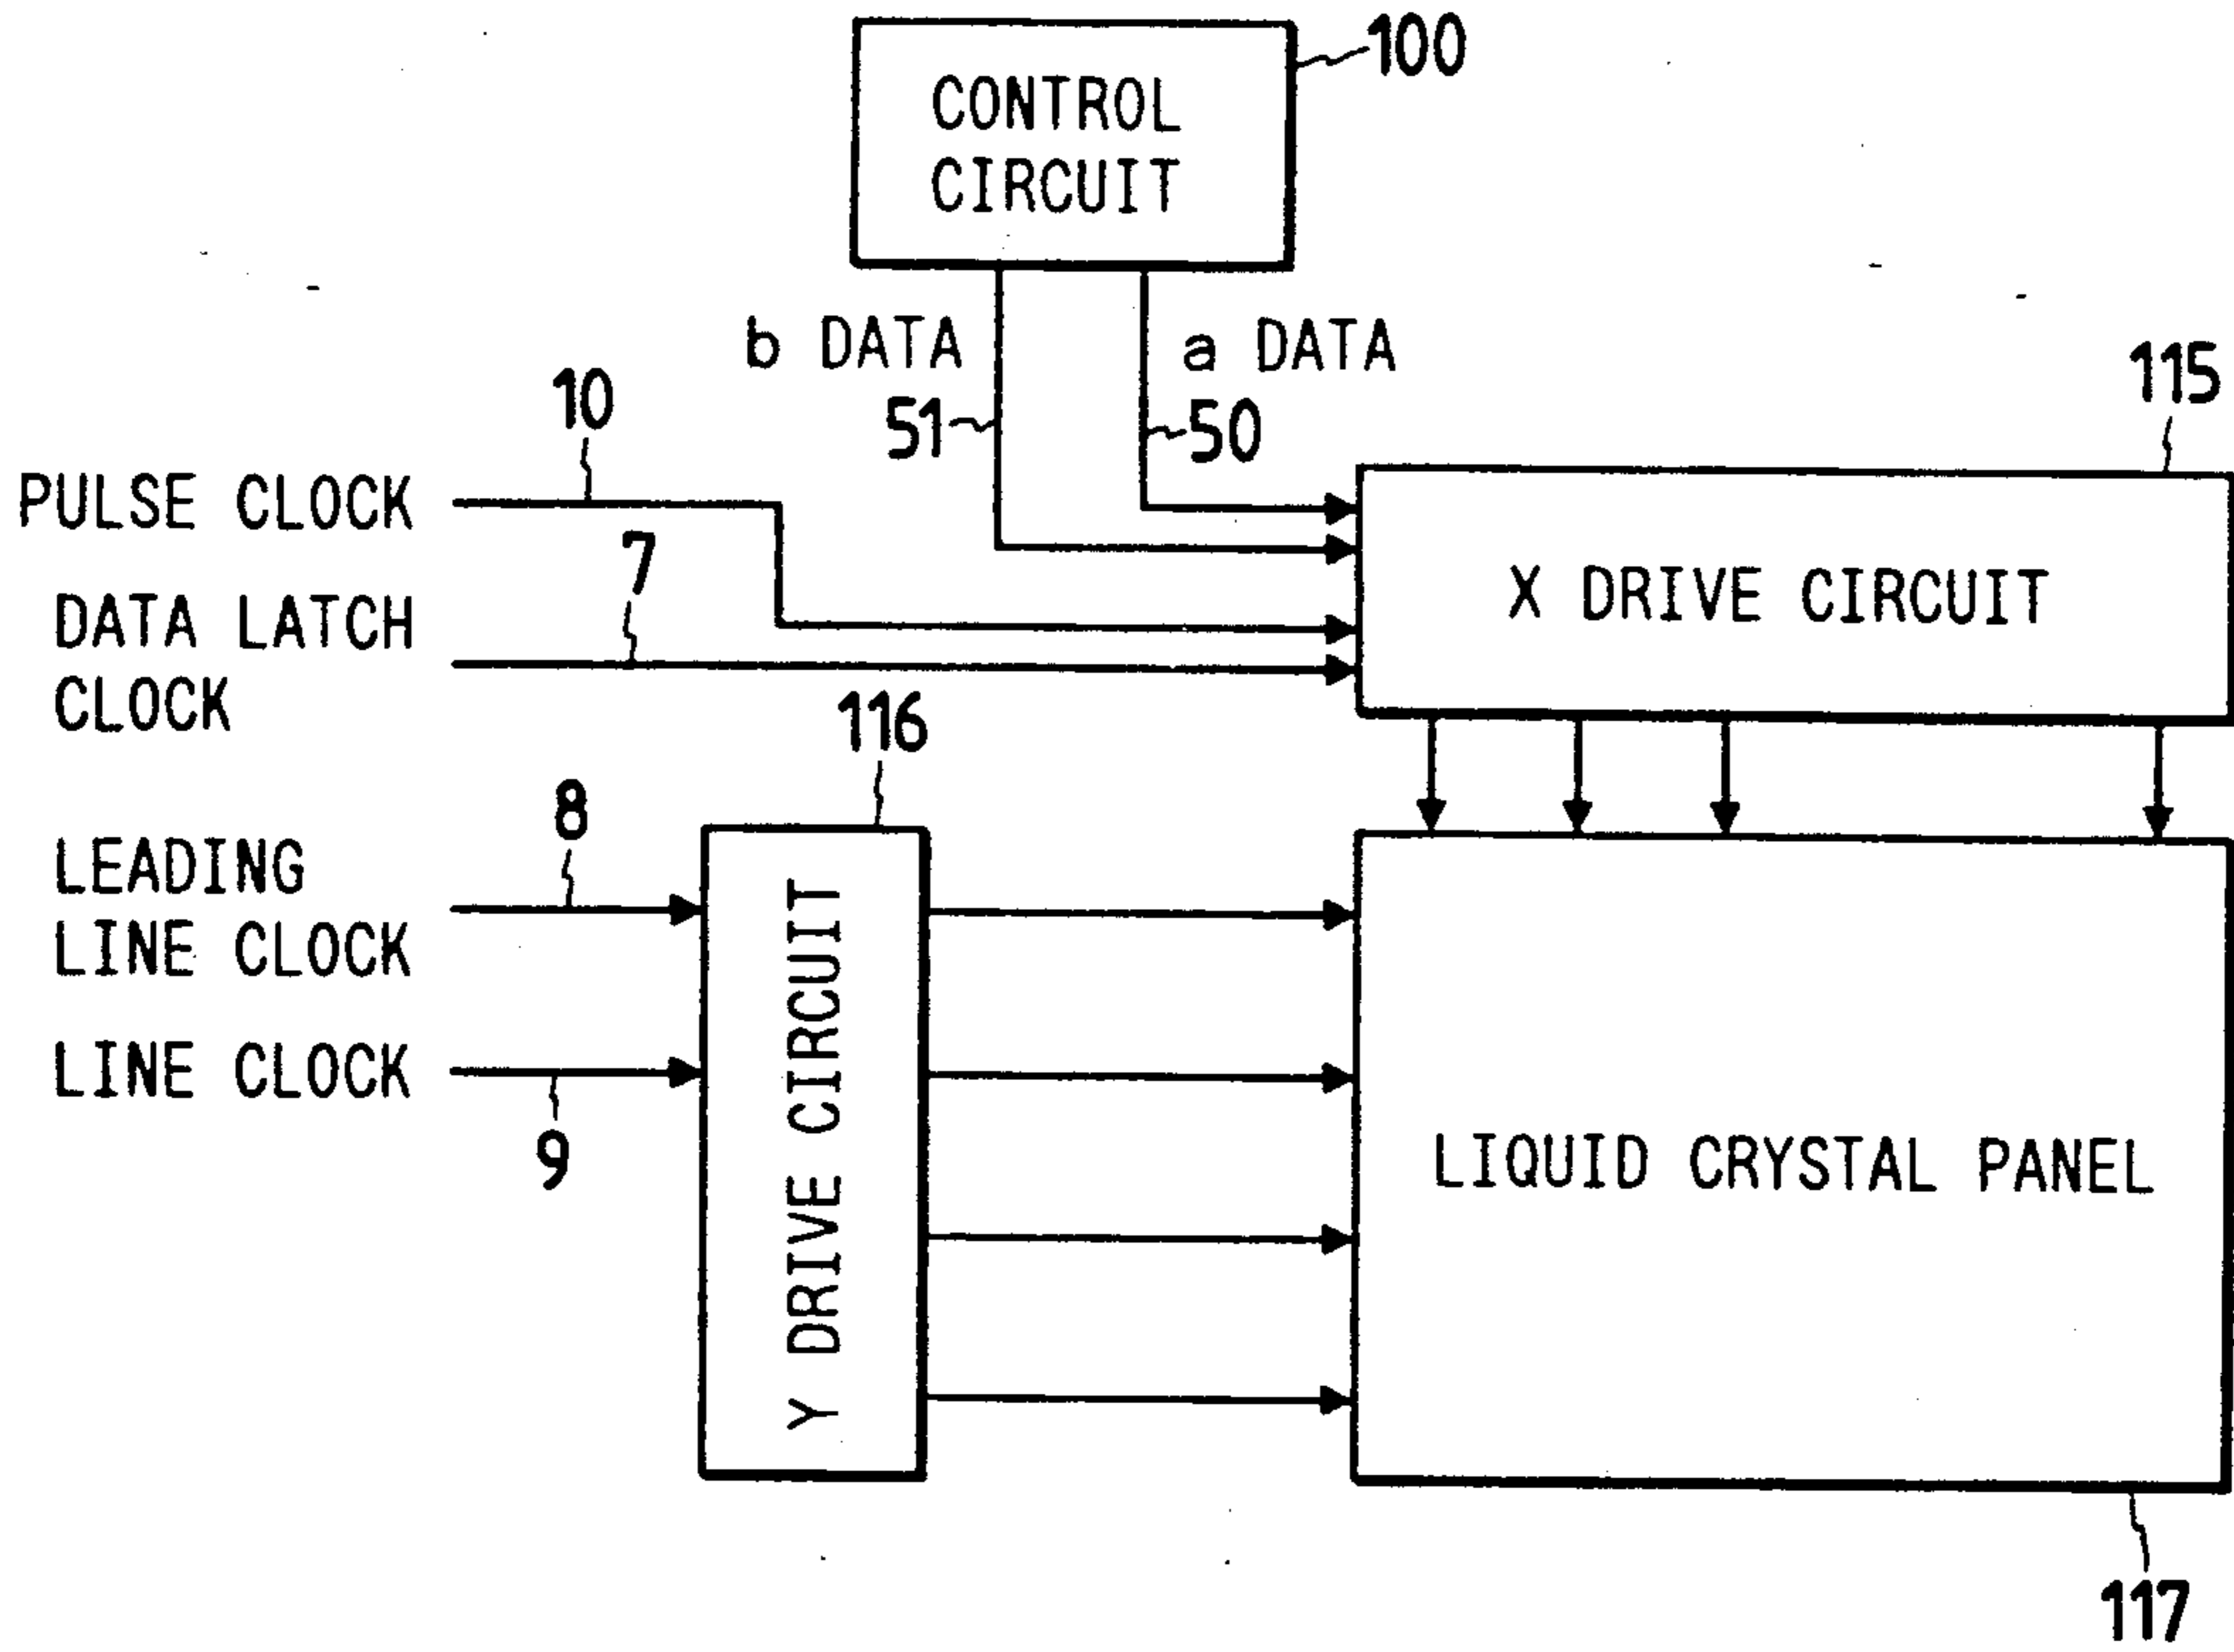 100
CONTROL
CIRCUIT
b DATA
a DATA
51
50
115
10
PULSE CLOCK
7
X DRIVE CIRCUIT
DATA LATCH
CLOCK
116
8
LEADING
LINE CLOCK
LINE CLOCK
9
Y DRIVE CIRCUIT
LIQUID CRYSTAL PANEL
117